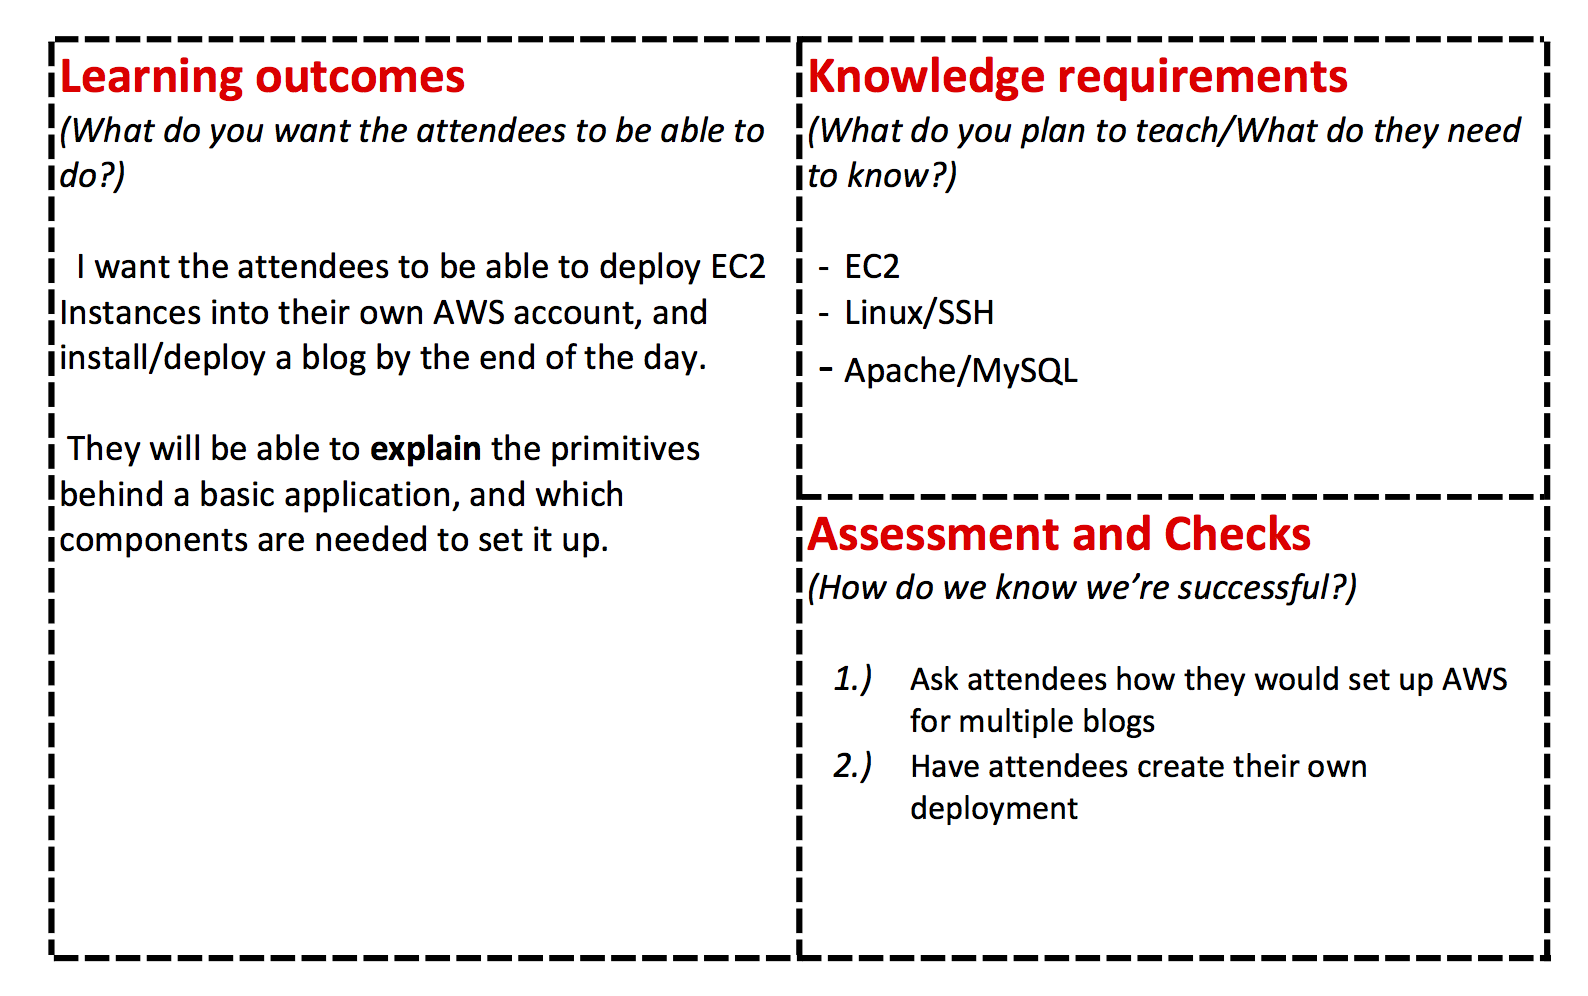 Learning outcomes
(What do you want the attendees to be able to
do?)
I want the attendees to be able to deploy EC2
Instances into their own AWS account, and
install/deploy a blog by the end of the day.
They will be able to explain the primitives
behind a basic application, and which
components are needed to set it up.
Knowledge requirements
(What do you plan to teach/What do they need
to know?)
- EC2
- Linux/SSH
- Apache/MySQL
Assessment and Checks
(How do we know we’re successful?)
1.) Ask attendees how they would set up AWS
for multiple blogs
2.) Have attendees create their own
deployment